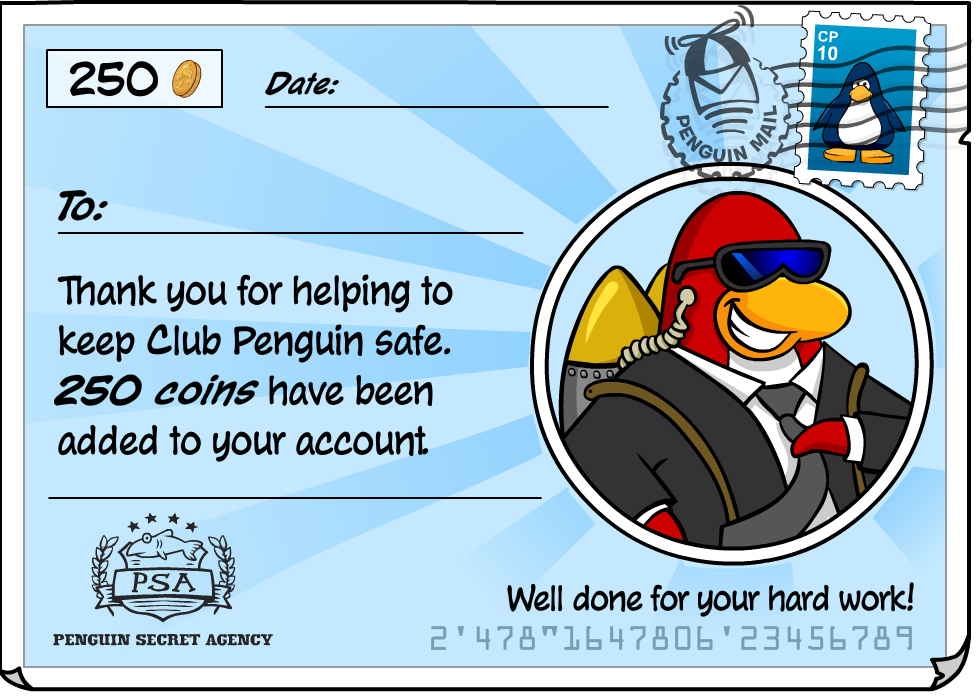 250
Date:
CP
10
PENGUIN MAIL
To:
Thank you for helping to
keep Club Penguin safe.
250 coins have been
added to your account.
PSA
PENGUIN SECRET AGENCY
Well done for your hard work!
2'478"1647806'23456789